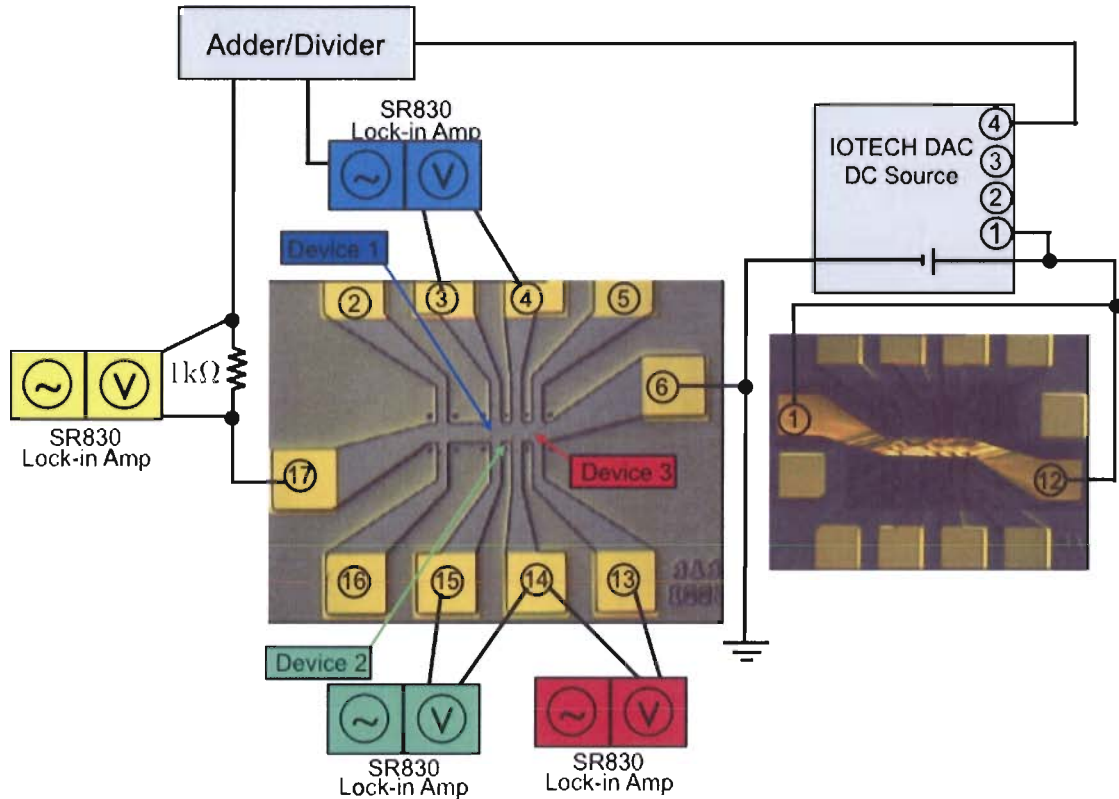 Adder/Divider
SR830
Lock-in Amp
~ V
IOTECH DAC
DC Source
4
3
2
1
Device 1
2
3
4
5
6
1kΩ
~ V
SR830
Lock-in Amp
17
Device 3
1
12
16
15
14
13
Device 2
~ V
SR830
Lock-in Amp
~ V
SR830
Lock-in Amp